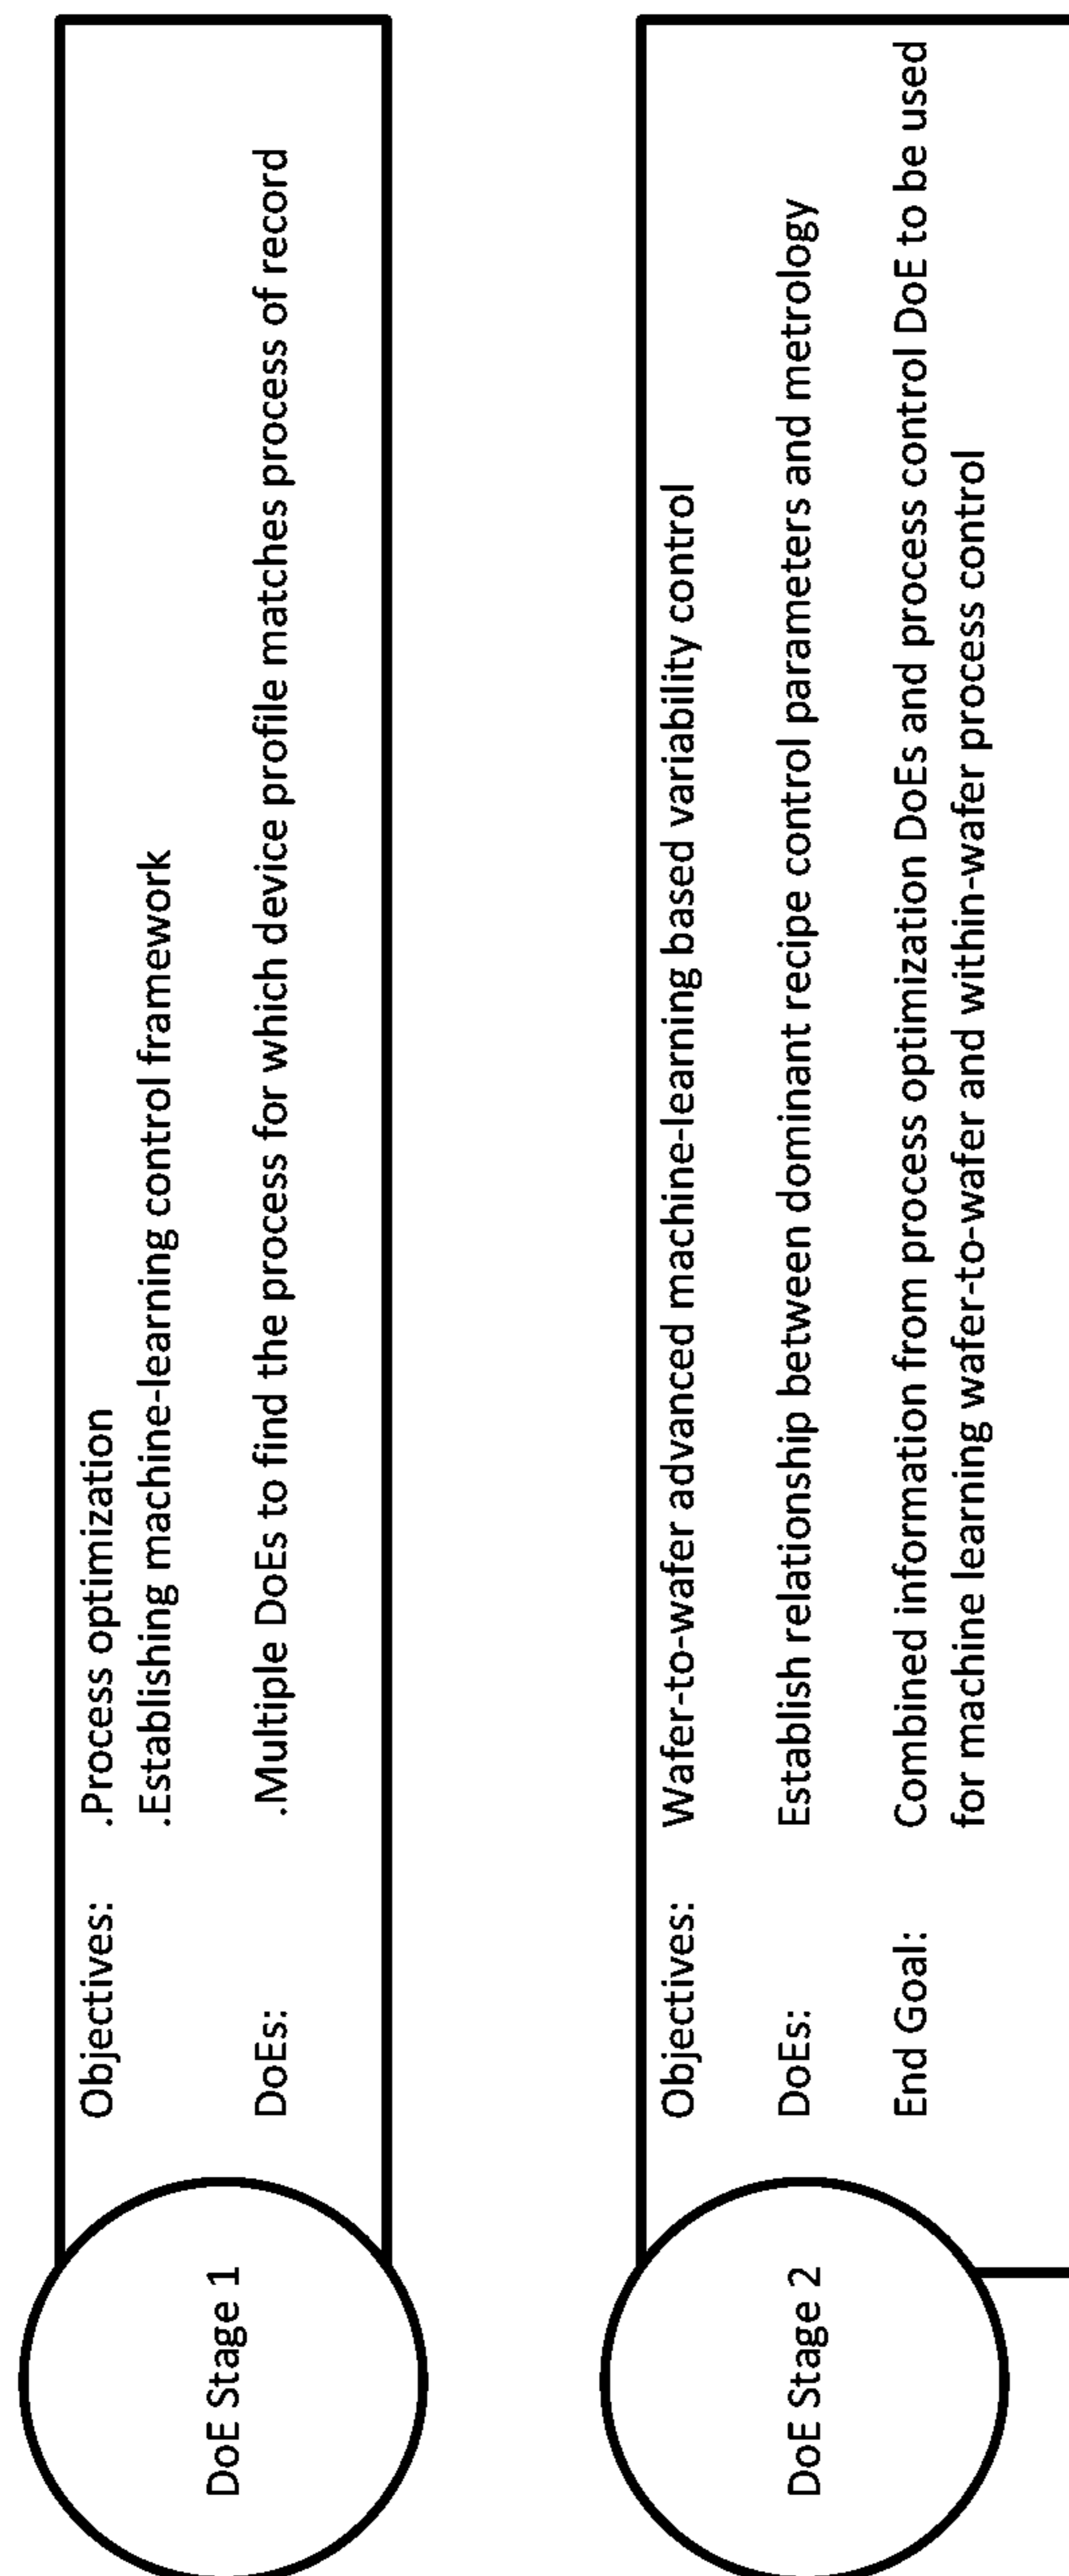 DoE Stage 1
Objectives:
.Process optimization
.Establishing machine-learning control framework
DoEs:
.Multiple DoEs to find the process for which device profile matches process of record
DoE Stage 2
Objectives:
Wafer-to-wafer advanced machine-learning based variability control
DoEs:
Establish relationship between dominant recipe control parameters and metrology
End Goal:
Combined information from process optimization DoEs and process control DoE to be used
for machine learning wafer-to-wafer and within-wafer process control